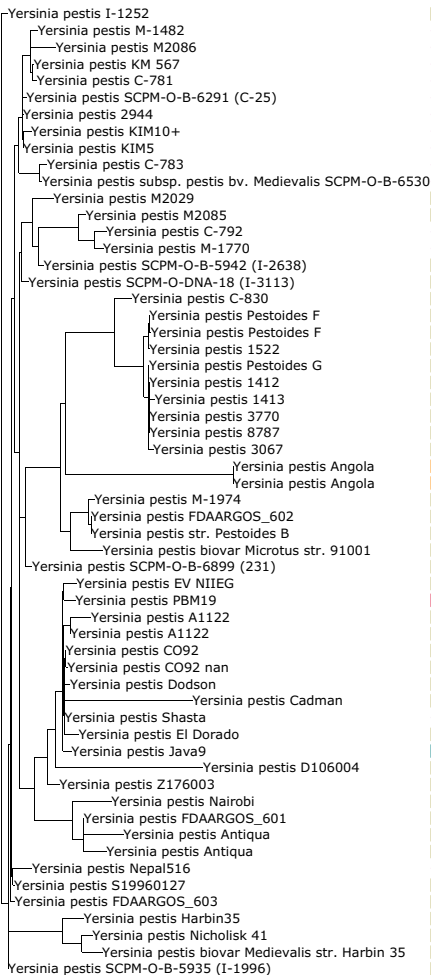 Yersinia pestis I-1252
Yersinia pestis M-1482
Yersinia pestis M2086
Yersinia pestis KM 567
Yersinia pestis C-781
Yersinia pestis SCPM-O-B-6291 (C-25)
Yersinia pestis 2944
Yersinia pestis KIM10+
Yersinia pestis KIM5
Yersinia pestis C-783
Yersinia pestis subsp. pestis bv. Medievalis SCPM-O-B-6530
Yersinia pestis M2029
Yersinia pestis M2085
Yersinia pestis C-792
Yersinia pestis M-1770
Yersinia pestis SCPM-O-B-5942 (I-2638)
Yersinia pestis SCPM-O-DNA-18 (I-3113)
Yersinia pestis C-830
Yersinia pestis Pestoides F
Yersinia pestis Pestoides F
Yersinia pestis 1522
Yersinia pestis Pestoides G
Yersinia pestis 1412
Yersinia pestis 1413
Yersinia pestis 3770
Yersinia pestis 8787
Yersinia pestis 3067
Yersinia pestis Angola
Yersinia pestis Angola
Yersinia pestis M-1974
Yersinia pestis FDAARGOS_602
Yersinia pestis str. Pestoides B
Yersinia pestis biovar Microtus str. 91001
Yersinia pestis SCPM-O-B-6899 (231)
Yersinia pestis EV NIIEG
Yersinia pestis PBM19
Yersinia pestis A1122
Yersinia pestis A1122
Yersinia pestis CO92
Yersinia pestis CO92 nan
Yersinia pestis Dodson
Yersinia pestis Cadman
Yersinia pestis Shasta
Yersinia pestis El Dorado
Yersinia pestis Java9
Yersinia pestis D106004
Yersinia pestis Z176003
Yersinia pestis Nairobi
Yersinia pestis FDAARGOS_601
Yersinia pestis Antiqua
Yersinia pestis Antiqua
Yersinia pestis Nepal516
Yersinia pestis S19960127
Yersinia pestis FDAARGOS_603
Yersinia pestis Harbin35
Yersinia pestis Nicholisk 41
Yersinia pestis biovar Medievalis str. Harbin 35
Yersinia pestis SCPM-O-B-5935 (I-1996)